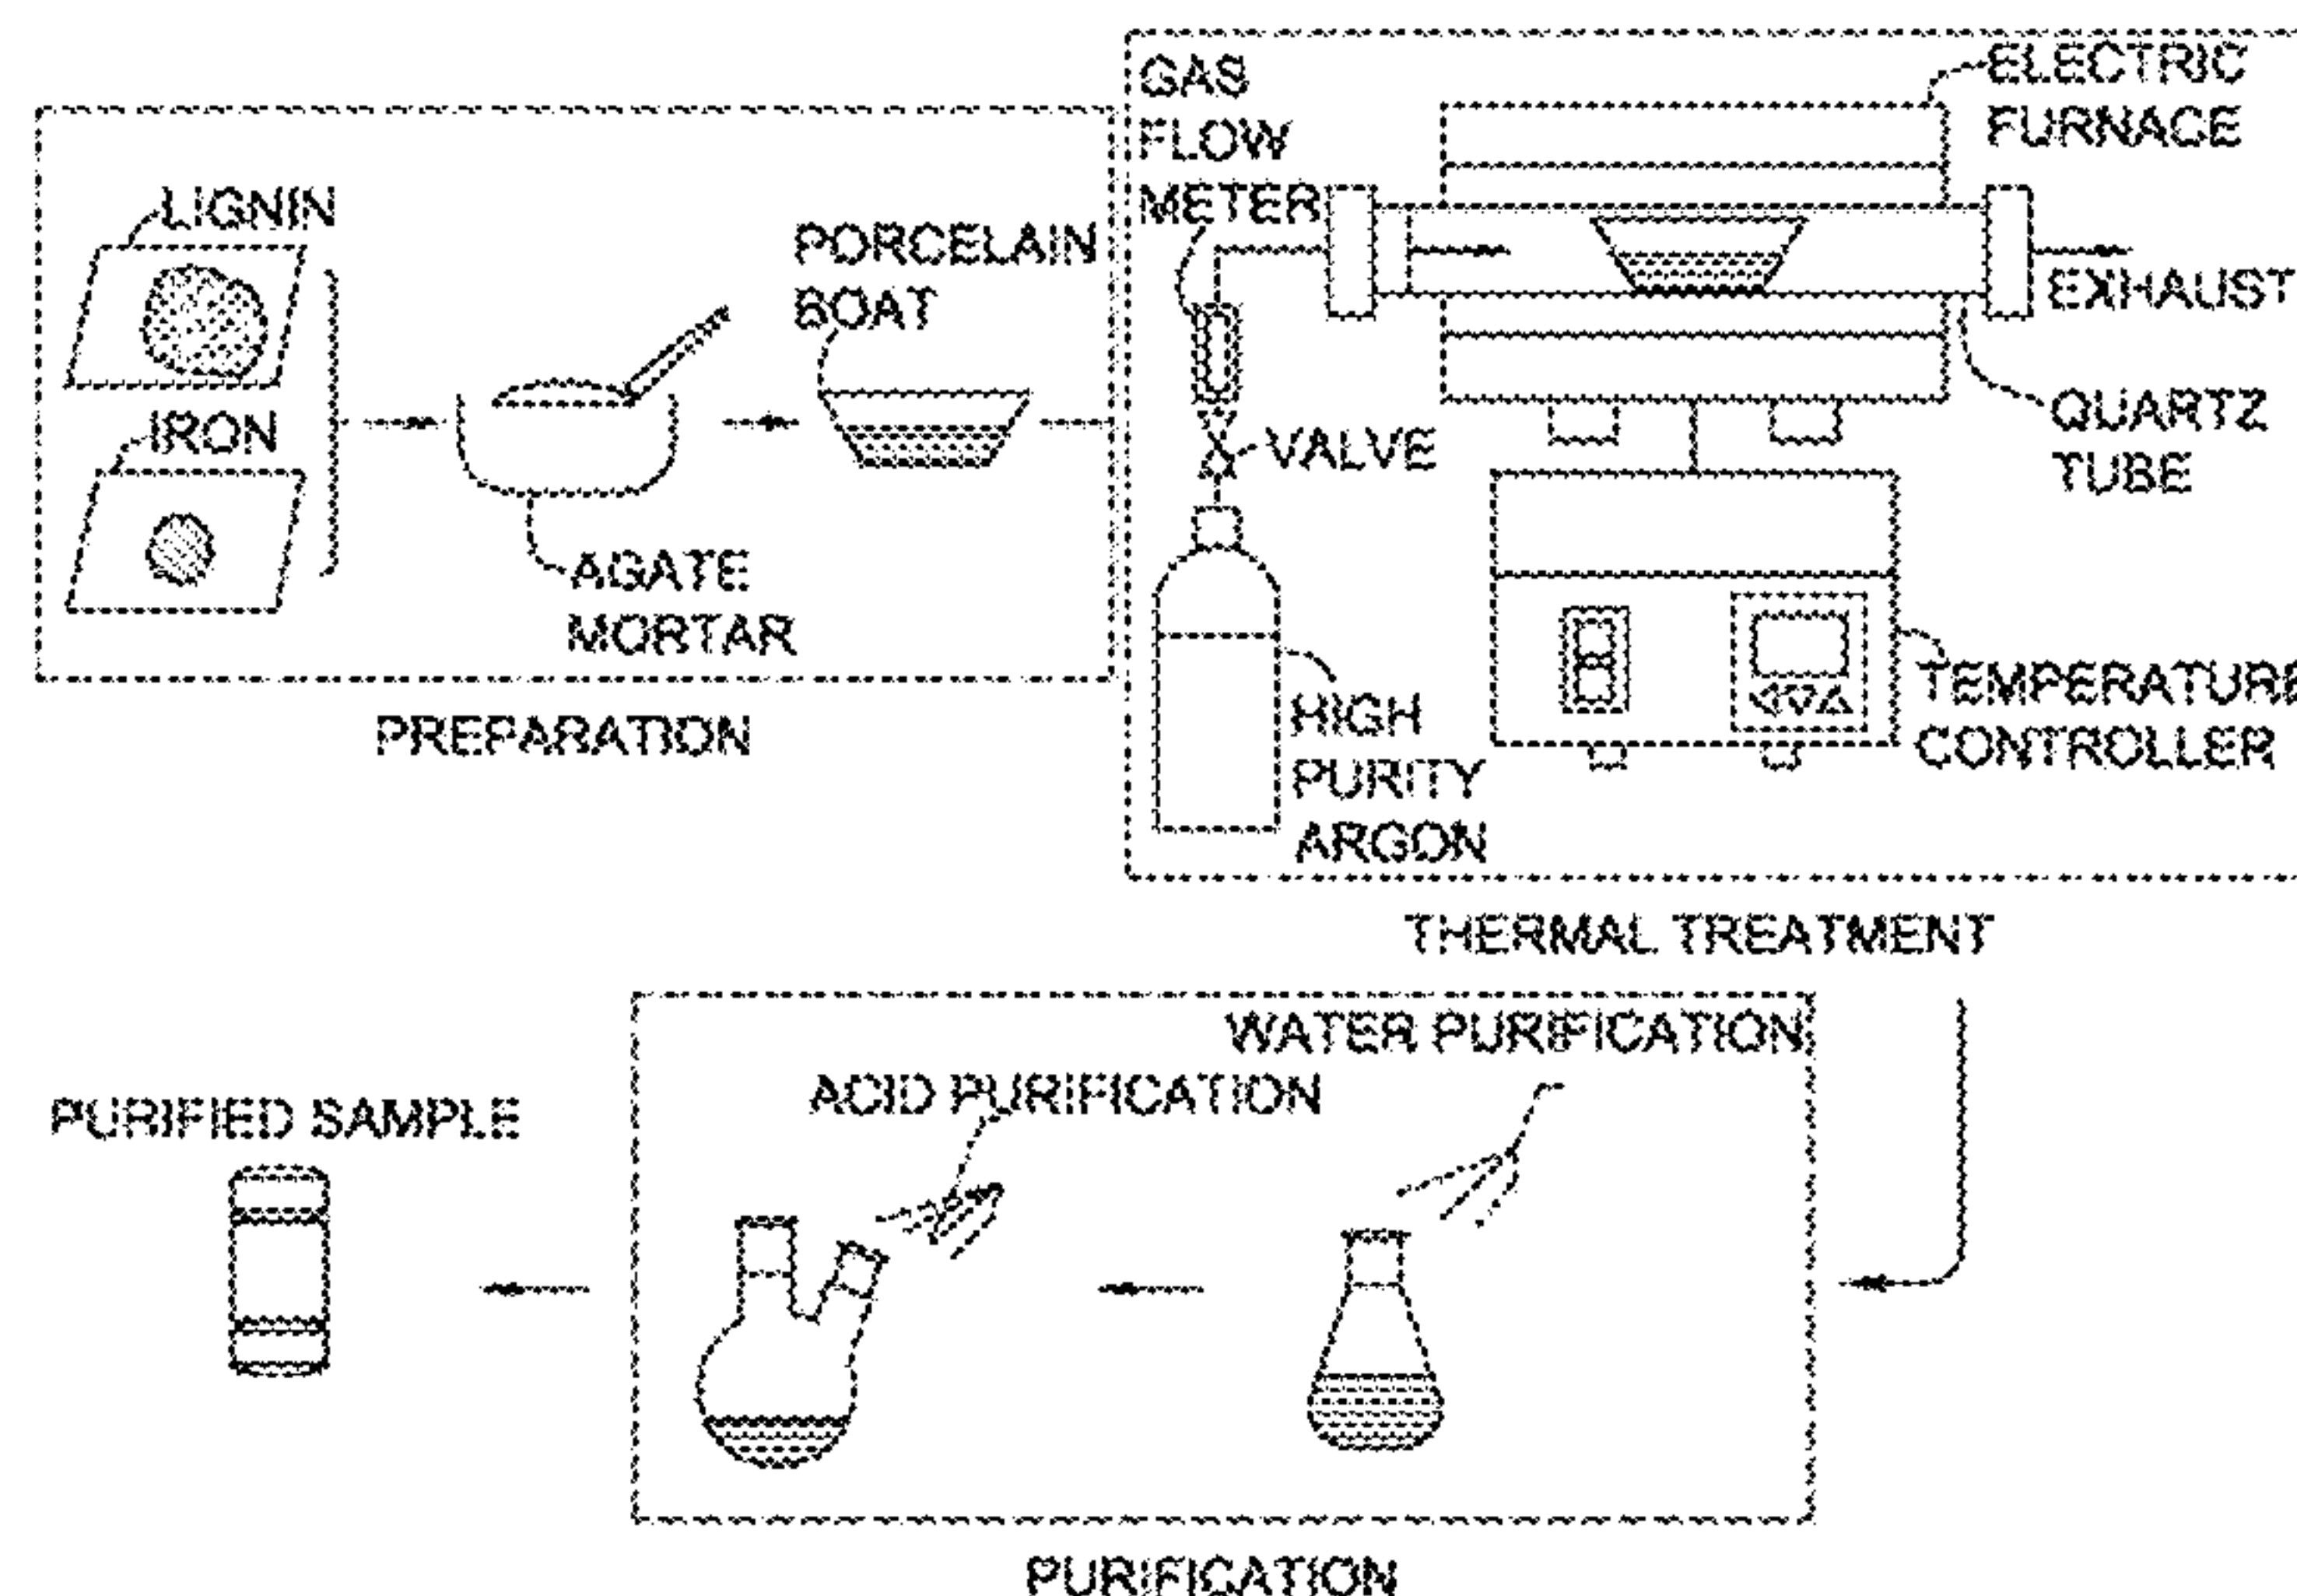 LIGNIN
IRON
AGATE
MORTAR
PORCELAIN
BOAT
PREPARATION
GAS
FLOW
METER
ELECTRIC
FURNACE
EXHAUST
QUARTZ
TUBE
VALVE
HIGH
PURITY
ARGON
TEMPERATURE
CONTROLLER
THERMAL TREATMENT
WATER PURIFICATION
ACID PURIFICATION
PURIFIED SAMPLE
PURIFICATION